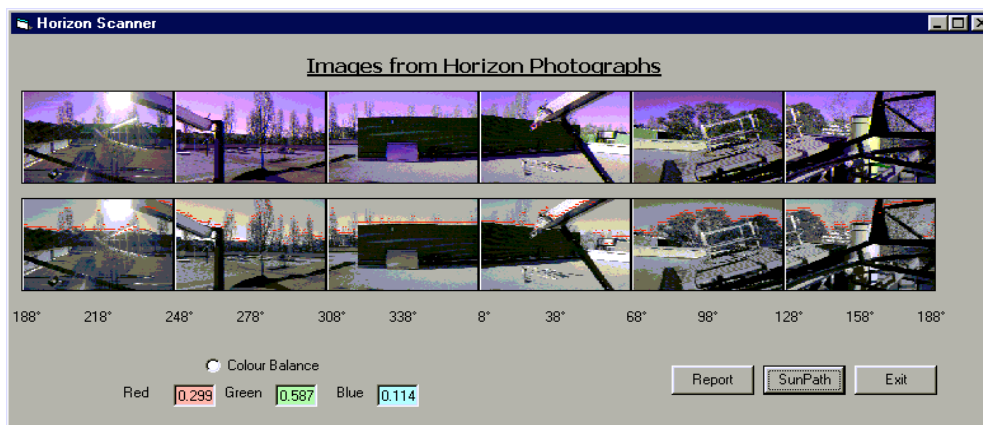 Horizon Scanner
Images from Horizon Photographs
188° 218° 248° 278° 308° 338° 8° 38° 68° 98° 128° 158° 188°
Colour Balance
Red 0.299 Green 0.587 Blue 0.114
Report SunPath Exit